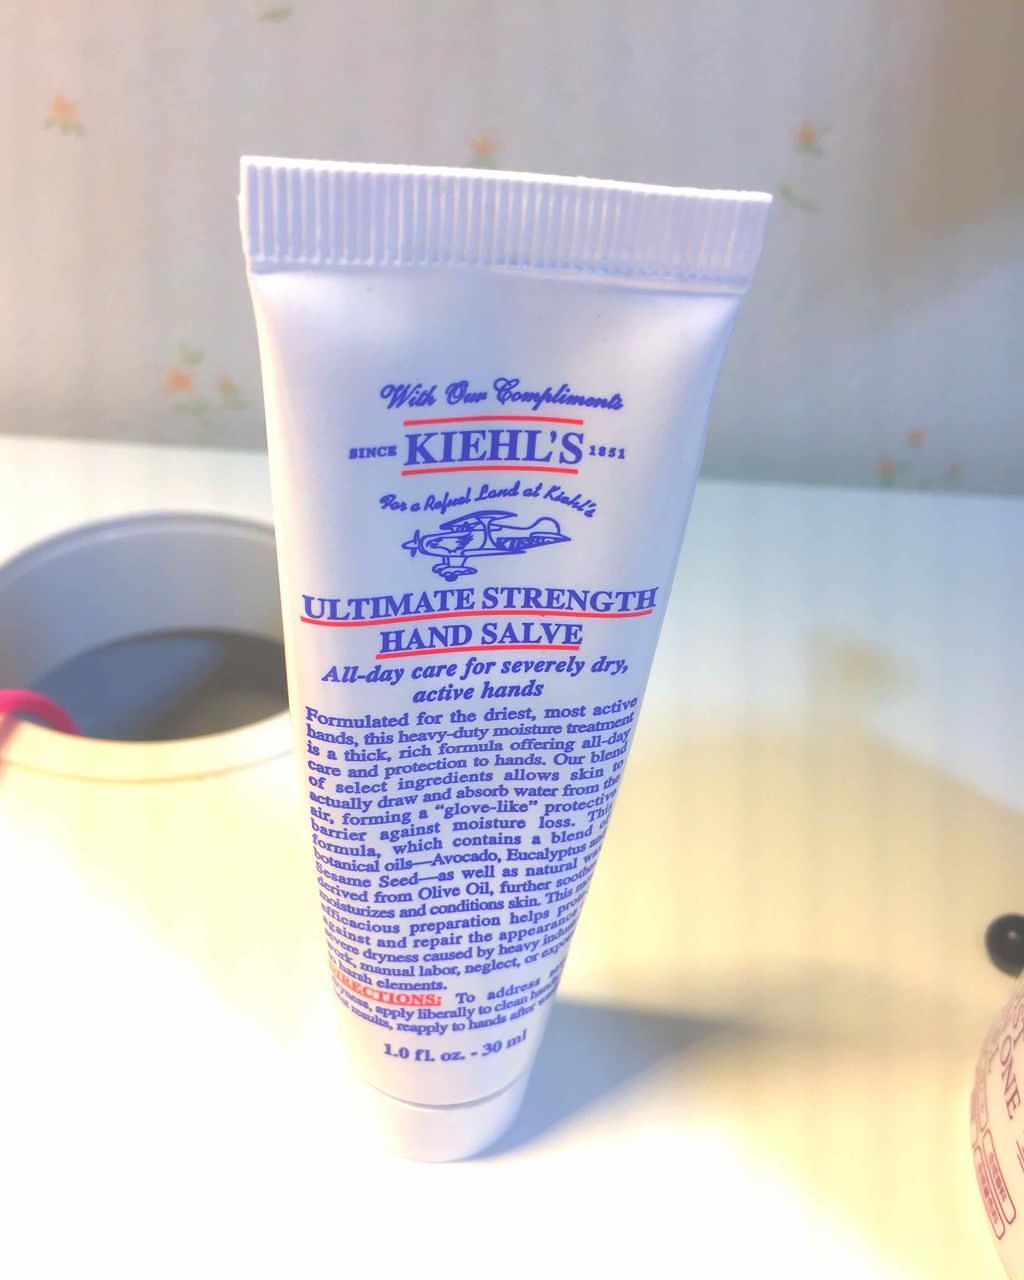 With Our Compliments
SINCE KIEHL'S 1851
For a Refuel Land at Kiehl's
KIEHL'S
ULTIMATE STRENGTH
HAND SALVE
All-day care for severely dry,
active hands
Formulated for the driest, most active
hands, this heavy-duty moisture treatment
is a thick, rich formula offering all-day
care and protection to hands. Our blend
of select ingredients allows skin to
actually draw and absorb water from the
air, forming a “glove-like” protective
barrier against moisture loss. This
formula, which contains a blend of
botanical oils—Avocado, Eucalyptus
Sesame Seed—as well as natural
derived from Olive Oil, further
moisturizes and conditions skin. This
efficacious preparation helps
against and repair the appearance
severe dryness caused by heavy
work, manual labor, neglect, or
harsh elements.
DIRECTIONS: To address
dryness, apply liberally to clean
results, reapply to hands after
1.0 fl. oz. - 30 ml
ONE